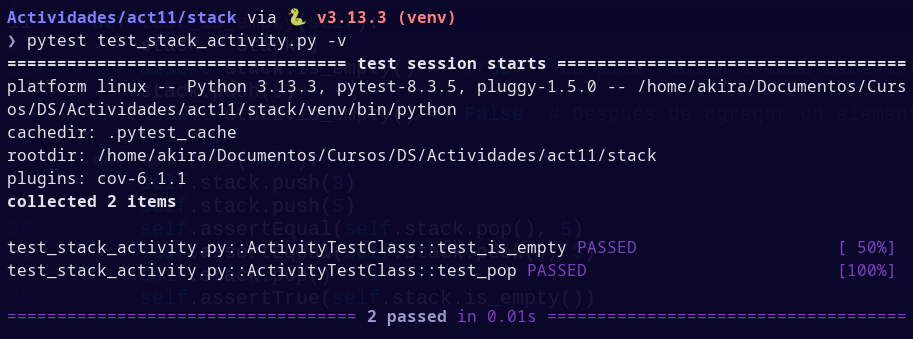 Actividades/act11/stack via 🐍 v3.13.3 (venv)
❯ pytest test_stack_activity.py -v
================================== test session starts ===================================
platform linux -- Python 3.13.3, pytest-8.3.5, pluggy-1.5.0 -- /home/akira/Documentos/Curs
os/DS/Actividades/act11/stack/venv/bin/python
cachedir: .pytest_cache
rootdir: /home/akira/Documentos/Cursos/DS/Actividades/act11/stack
plugins: cov-6.1.1
collected 2 items
test_stack_activity.py::ActivityTestClass::test_is_empty PASSED [ 50%]
test_stack_activity.py::ActivityTestClass::test_pop PASSED [100%]
=================================== 2 passed in 0.01s ====================================